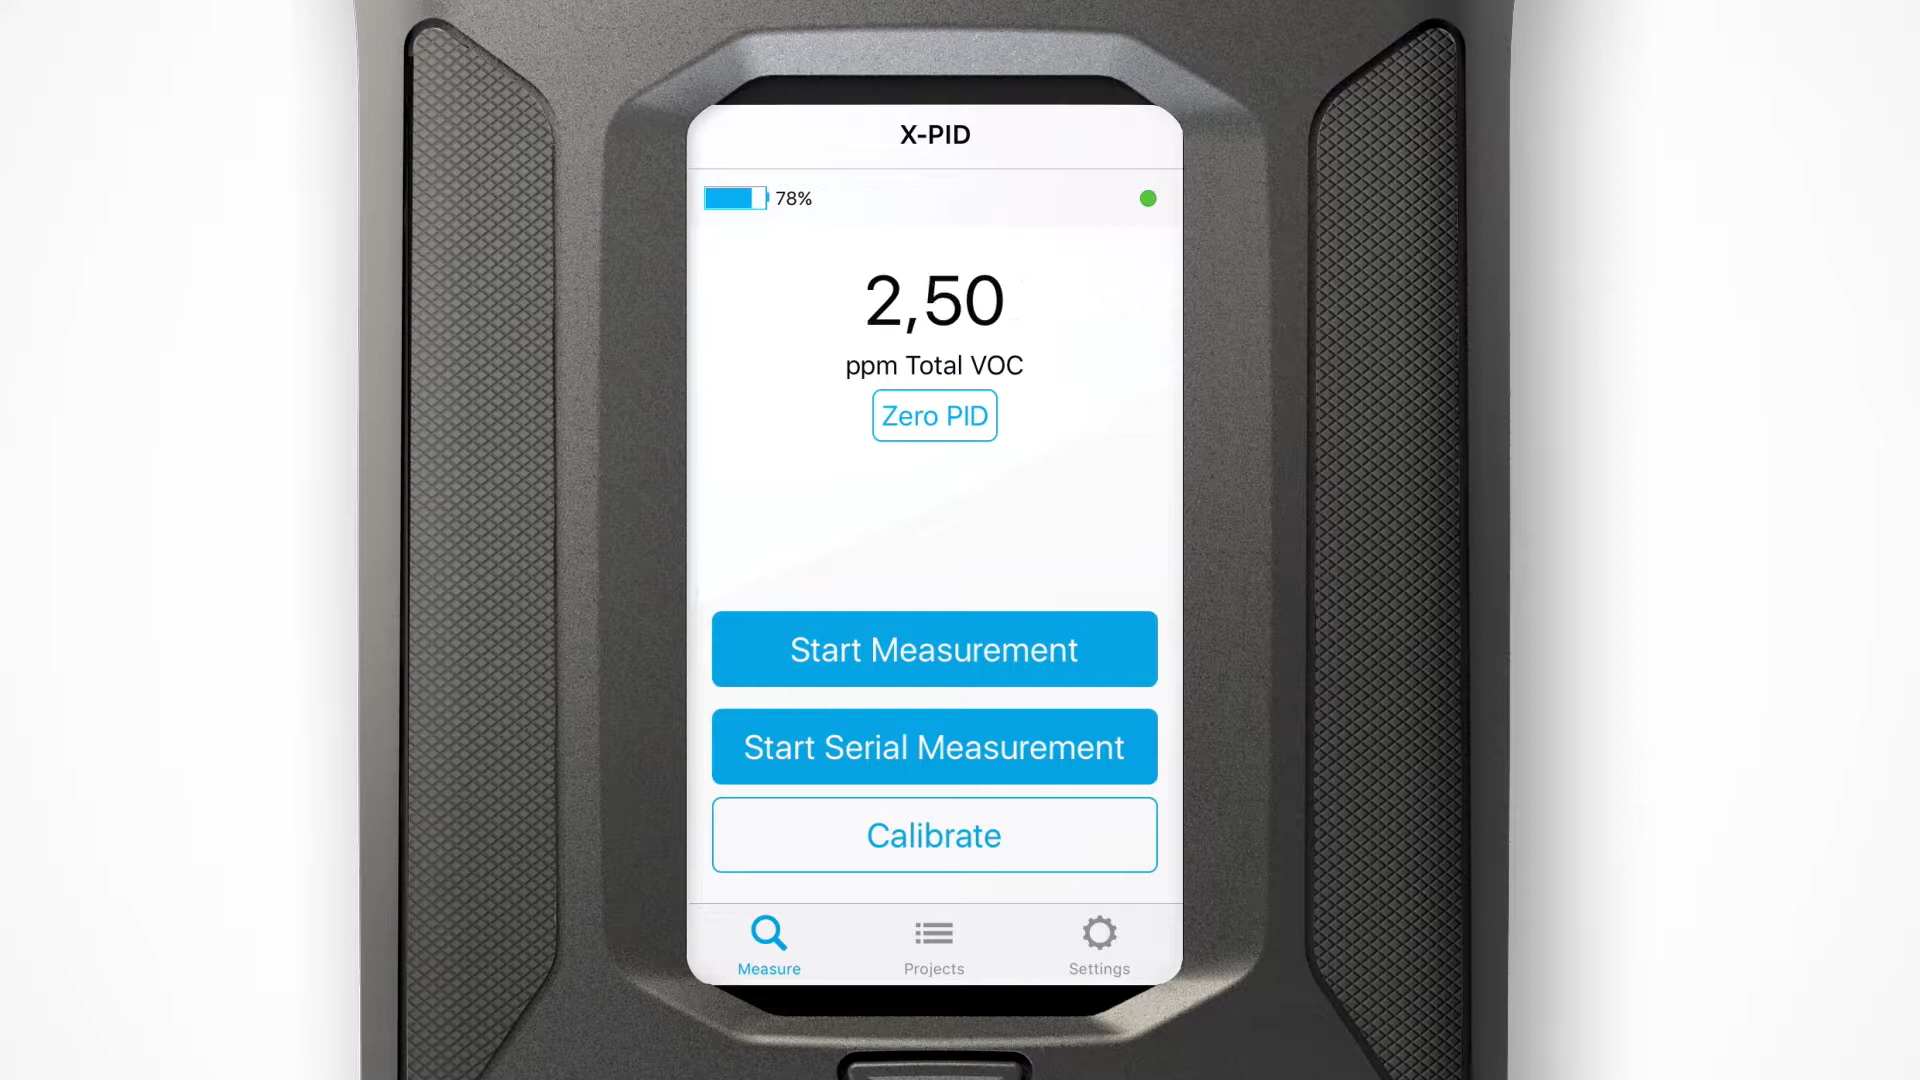 X-PID
78%
2,50
ppm Total VOC
Zero PID
Start Measurement
Start Serial Measurement
Calibrate
Measure
Projects
Settings